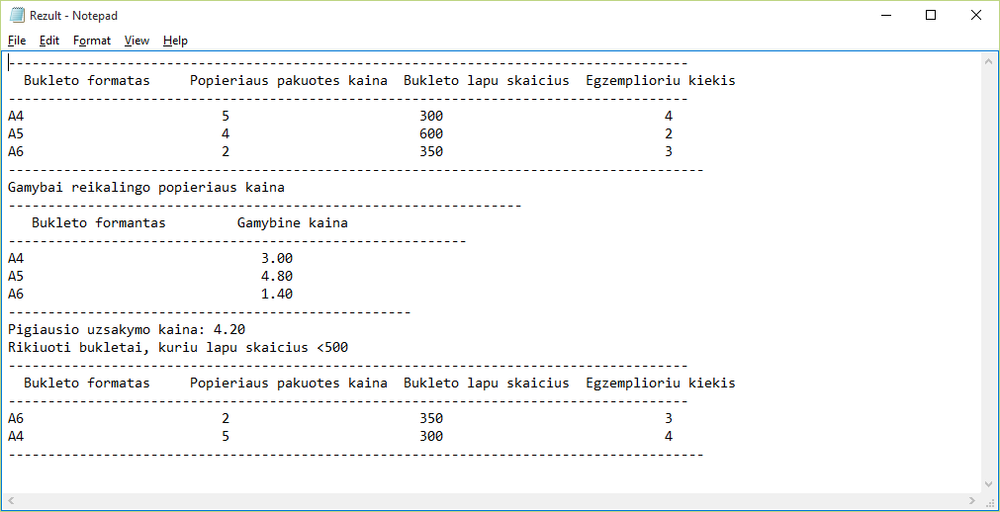 Rezult - Notepad
File Edit Format View Help
--------------------------------------------------------------------------------------
  Bukleto formatas     Popieriaus pakuotes kaina  Bukleto lapu skaicius  Egzemplioriu kiekis
--------------------------------------------------------------------------------------
A4                         5                        300                            4
A5                         4                        600                            2
A6                         2                        350                            3
----------------------------------------------------------------------------------------
Gamybai reikalingo popieriaus kaina
-----------------------------------------------------------------
   Bukleto formantas         Gamybine kaina
----------------------------------------------------------
A4                              3.00
A5                              4.80
A6                              1.40
---------------------------------------------------
Pigiausio uzsakymo kaina: 4.20
Rikiuoti bukletai, kuriu lapu skaicius <500
--------------------------------------------------------------------------------------
  Bukleto formatas     Popieriaus pakuotes kaina  Bukleto lapu skaicius  Egzemplioriu kiekis
--------------------------------------------------------------------------------------
A6                         2                        350                            3
A4                         5                        300                            4
----------------------------------------------------------------------------------------